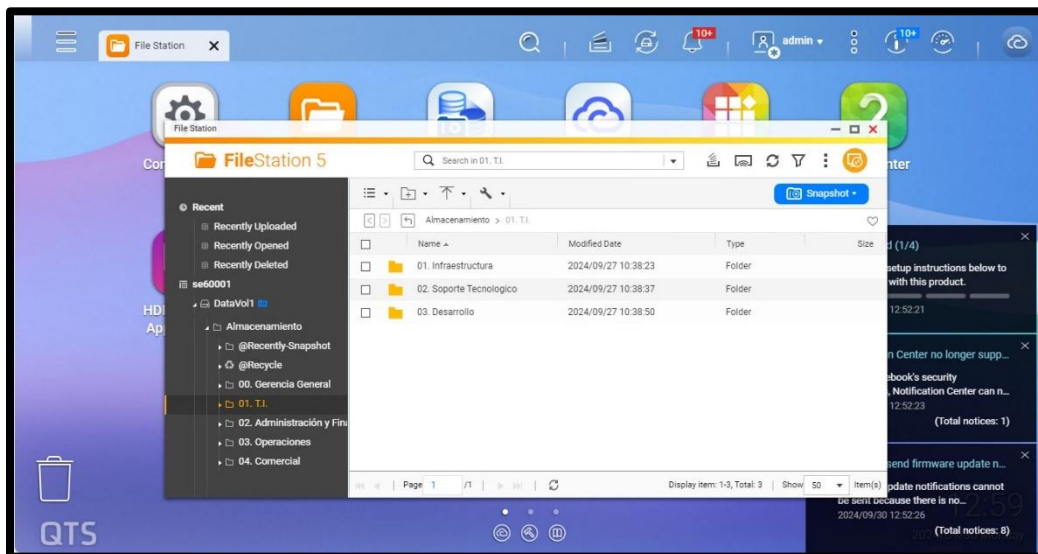 File Station X
10+
admin
10+
File Station
FileStation 5
Search in 01. T.I.
Snapshot
Almacenamiento > 01. T.I.
Name Modified Date Type Size
01. Infraestructura 2024/09/27 10:38:23 Folder
02. Soporte Tecnologico 2024/09/27 10:38:37 Folder
03. Desarrollo 2024/09/27 10:38:50 Folder
Page 1 /1 Display item: 1-3, Total: 3 Show 50 Item(s)
Recent
Recently Uploaded
Recently Opened
Recently Deleted
se60001
DataVol1
Almacenamiento
@Recently-Snapshot
@Recycle
00. Gerencia General
01. T.I.
02. Administración y Fin
03. Operaciones
04. Comercial
Con
nter
HD
Ap
d (1/4)
setup instructions below to
with this product.
12:52:21
n Center no longer supp...
ebook's security
, Notification Center can n...
12:52:23
(Total notices: 1)
send firmware update n...
pdate notifications cannot
be sent because there is no...
2024/09/30 12:52:26
(Total notices: 8)
12:59
QTS